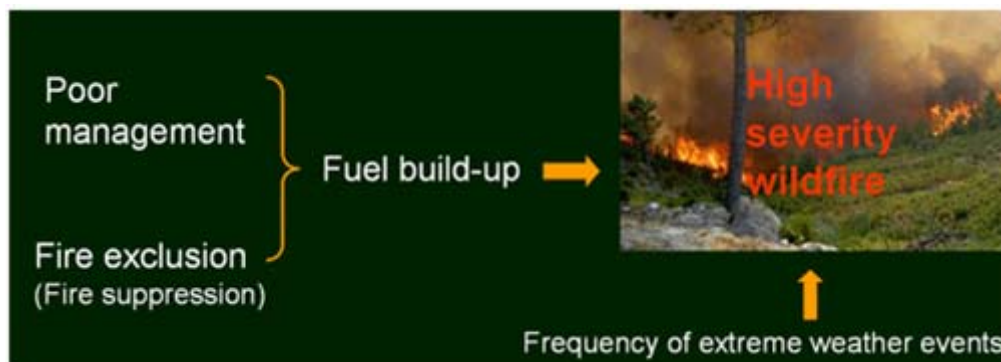 Poor
management
Fire exclusion
(Fire suppression)
Fuel build-up
High
severity
wildfire
Frequency of extreme weather events